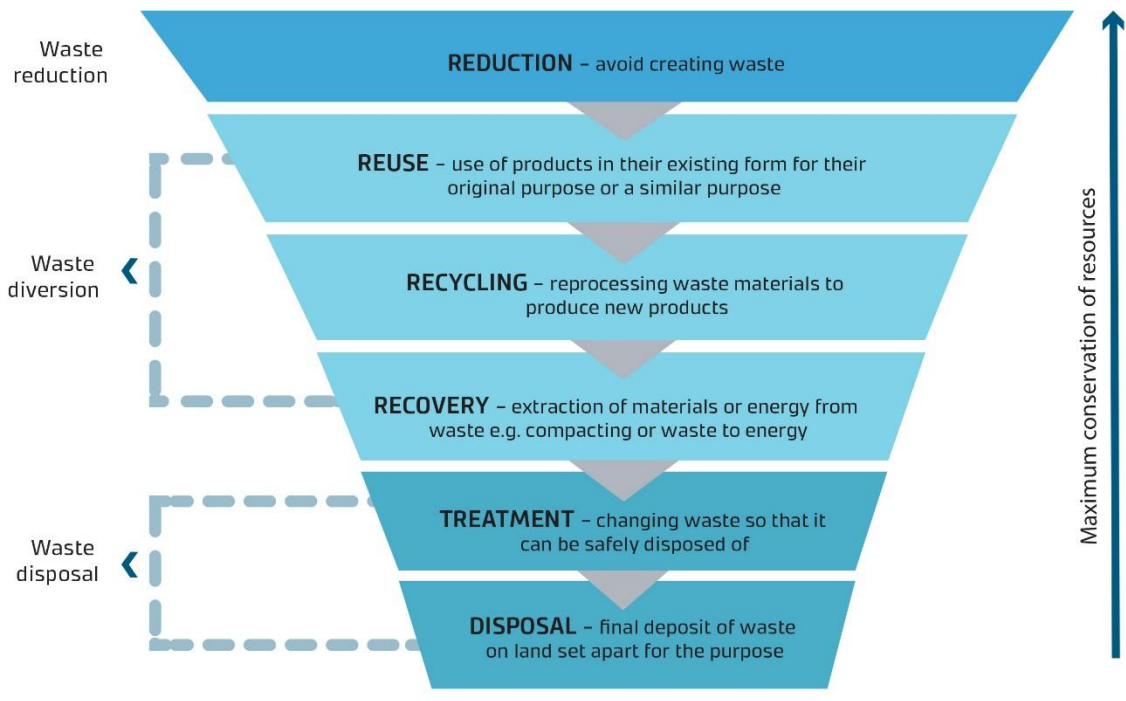 Waste
reduction
REDUCTION – avoid creating waste
REUSE – use of products in their existing form for their
original purpose or a similar purpose
Waste
diversion
RECYCLING – reprocessing waste materials to
produce new products
RECOVERY – extraction of materials or energy from
waste e.g. compacting or waste to energy
Waste
disposal
TREATMENT – changing waste so that it
can be safely disposed of
DISPOSAL – final deposit of waste
on land set apart for the purpose
Maximum conservation of resources